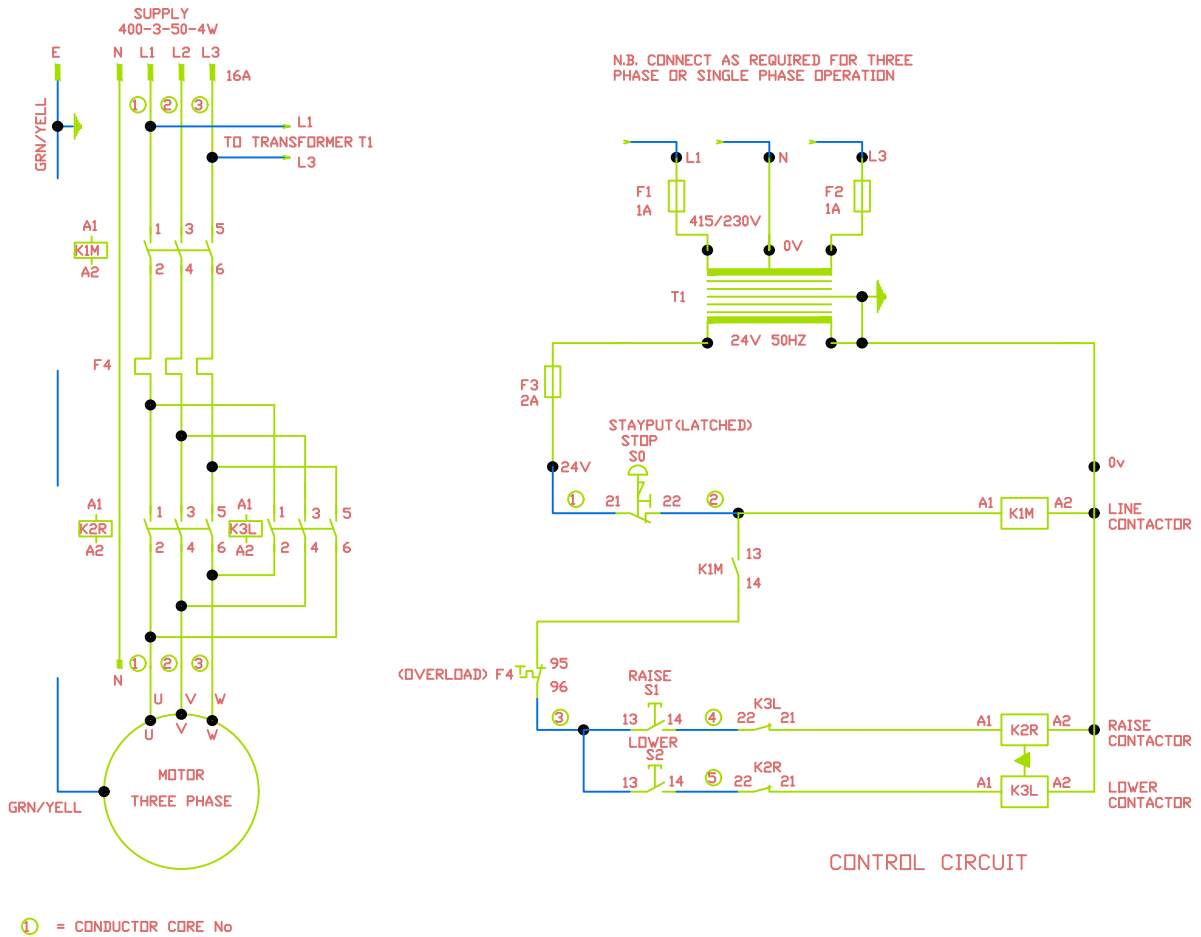 SUPPLY
400-3-50-4W
E
N L1 L2 L3
16A
1 2 3
GRN/YELL
L1
TO TRANSFORMER T1
L3
A1
K1M
A2
1 3 5
2 4 6
F4
A1
K2R
A2
1 3 5
2 4 6
A1
K3L
A2
1 3 5
2 4 6
N
1 2 3
U V W
U V W
MOTOR
THREE PHASE
GRN/YELL
1 = CONDUCTOR CORE No
N.B. CONNECT AS REQUIRED FOR THREE
PHASE OR SINGLE PHASE OPERATION
L1 N L3
F1
1A
F2
1A
415/230V
0V
T1
24V 50HZ
F3
2A
STAYPUT(LATCHED)
STOP
S0
24V
1 21 22 2
0v
A1 K1M A2
LINE
CONTACTOR
K1M
13
14
(OVERLOAD) F4
95
96
RAISE
S1
3 13 14 4
K3L
22 21
A1 K2R A2
RAISE
CONTACTOR
LOWER
S2
13 14 5
K2R
22 21
A1 K3L A2
LOWER
CONTACTOR
CONTROL CIRCUIT